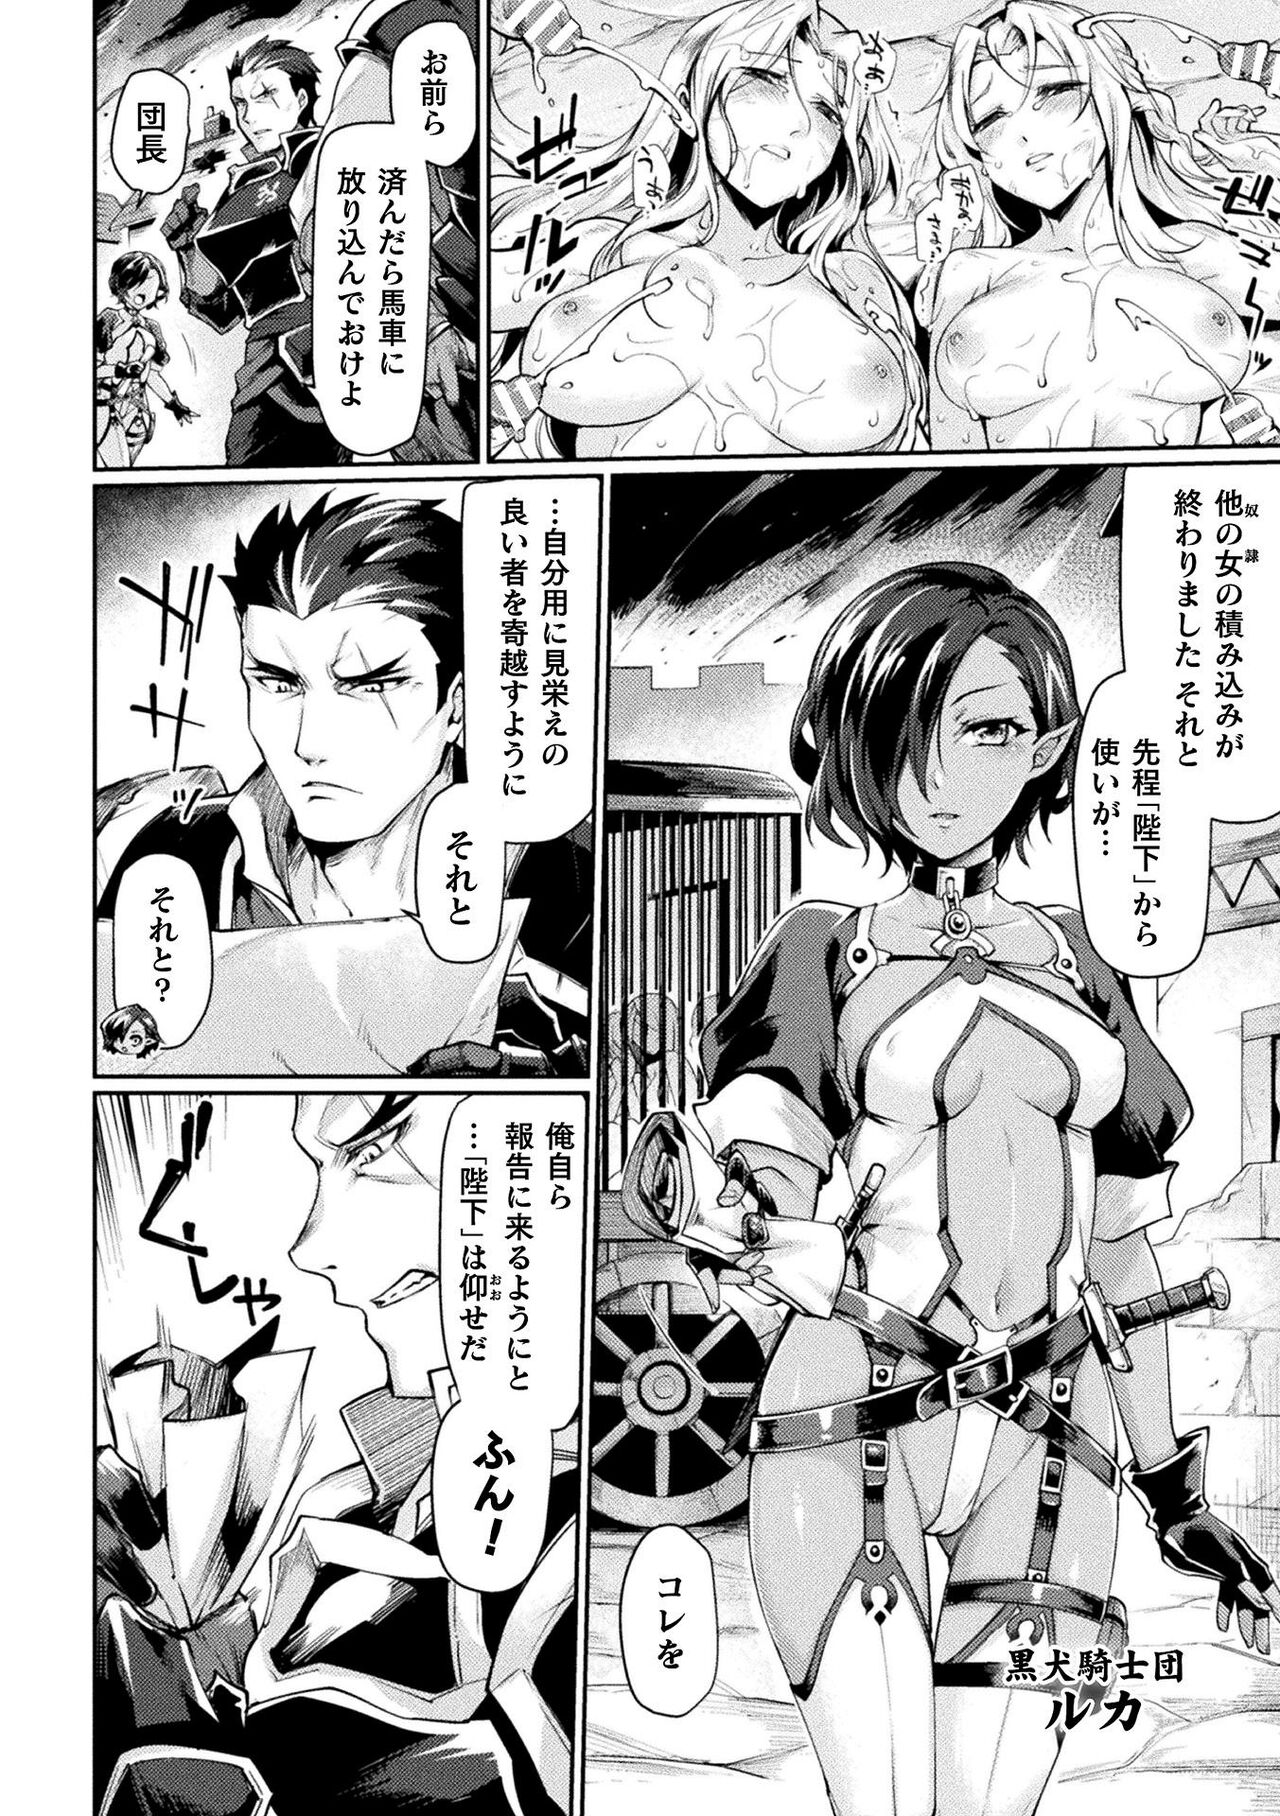 お前ら
済んだら馬車に
放り込んでおけよ
団長
他の女の積み込みが
奴隷
終わりました それと
先程「陛下」から
使いが…
コレを
黒犬騎士団
ルカ
…自分用に見栄えの
良い者を寄越すように
それと
それと?
俺自ら
報告に来るようにと
…「陛下」は仰せだ
おお
ふん!
ぐしゃ